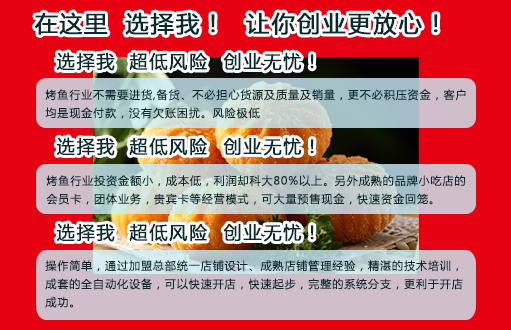 在这里 选择我！ 让你创业更放心！
选择我 超低风险 创业无忧！
烤鱼行业不需要进货,备货、不必担心货源及质量及销量，更不必积压资金，客户
均是现金付款，没有欠账困扰。风险极低
选择我 超低风险 创业无忧！
烤鱼行业投资金额小，成本低，利润却科大80%以上。另外成熟的品牌小吃店的
会员卡，团体业务，贵宾卡等经营模式，可大量预售现金，快速资金回笼。
选择我 超低风险 创业无忧！
操作简单，通过加盟总部统一店铺设计、成熟店铺管理经验，精湛的技术培训，
成套的全自动化设备，可以快速开店，快速起步，完整的系统分支，更利于开店
成功。